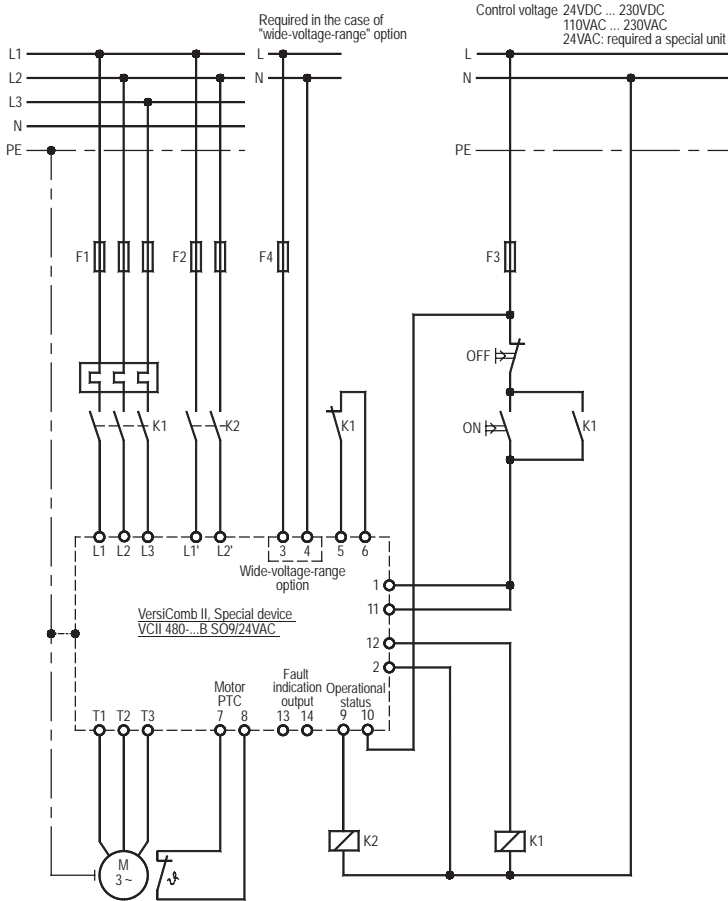 Required in the case of
"wide-voltage-range" option
Control voltage 24VDC ... 230VDC
110VAC ... 230VAC
24VAC: required a special unit
L1
L2
L3
N
PE
L
N
L
N
PE
F1
F2
F4
F3
OFF
ON
K1
K1
K2
K1
L1 L2 L3 L1' L2' 3 4 5 6
Wide-voltage-range
option
1
11
12
2
VersiComb II, Special device
VCII 480-...B SO9/24VAC
Motor
PTC
Fault
indication
output
Operational
status
T1 T2 T3 7 8 13 14 9 10
K2
K1
M
3 ~
ϑ